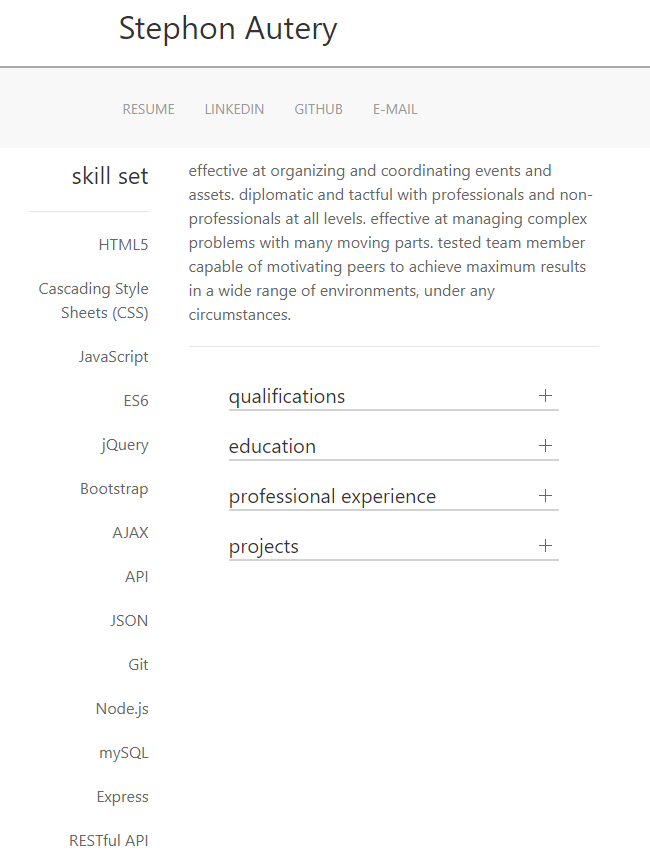 Stephon Autery
RESUME LINKEDIN GITHUB E-MAIL
skill set
HTML5
Cascading Style
Sheets (CSS)
JavaScript
ES6
jQuery
Bootstrap
AJAX
API
JSON
Git
Node.js
mySQL
Express
RESTful API
effective at organizing and coordinating events and
assets. diplomatic and tactful with professionals and non-
professionals at all levels. effective at managing complex
problems with many moving parts. tested team member
capable of motivating peers to achieve maximum results
in a wide range of environments, under any
circumstances.
qualifications
education
professional experience
projects